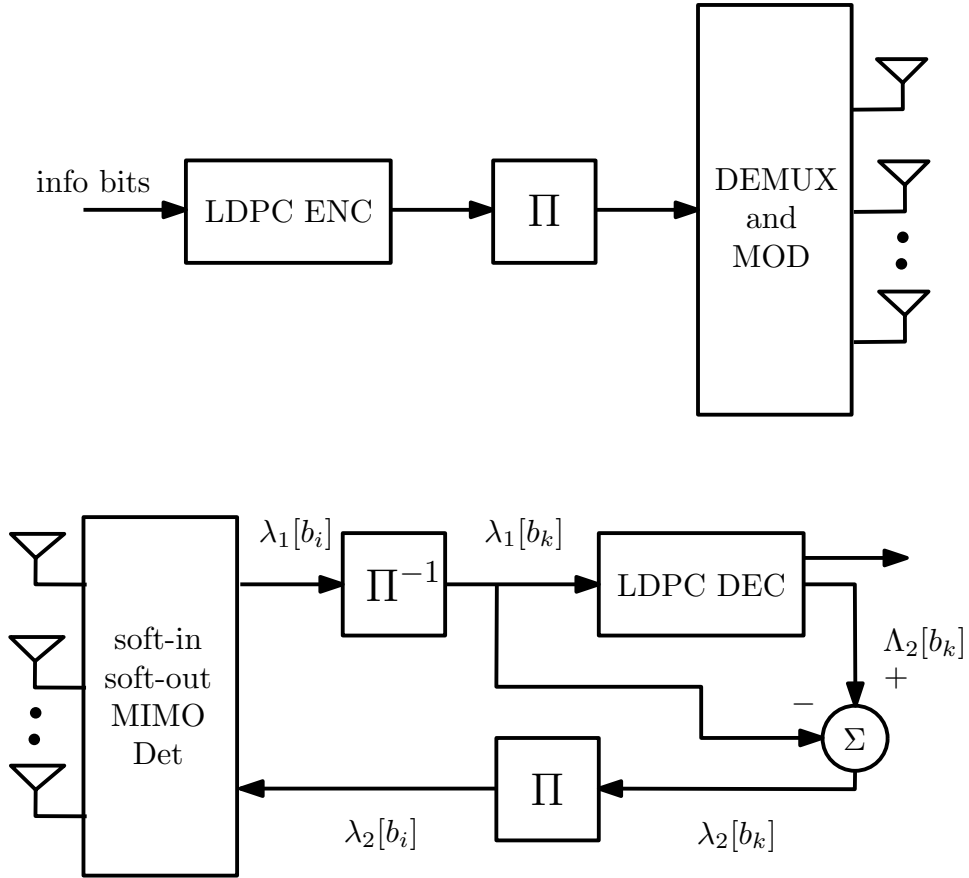 info bits
LDPC ENC
Π
DEMUX
and
MOD
λ₁[bᵢ]
λ₁[bₖ]
Π⁻¹
LDPC DEC
soft-in
soft-out
MIMO
Det
Λ₂[bₖ]
+
−
Σ
Π
λ₂[bᵢ]
λ₂[bₖ]